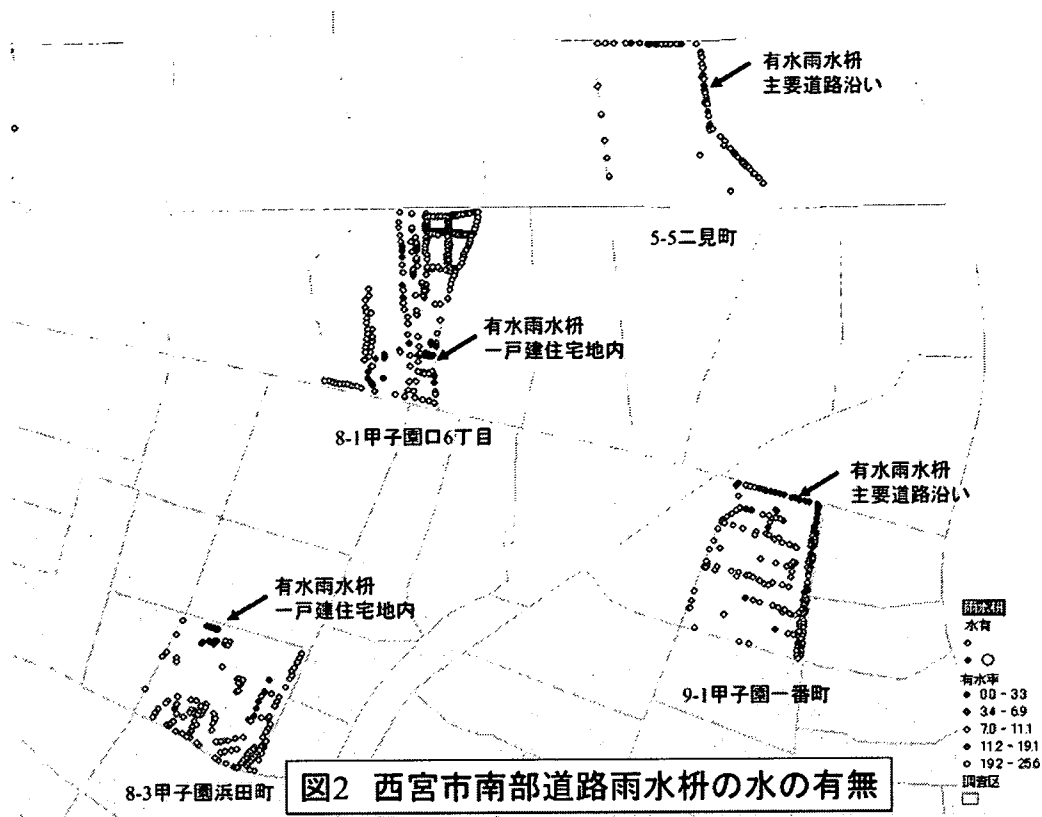 有水雨水枡
主要道路沿い
5-5二見町
有水雨水枡
一戸建住宅地内
8-1甲子園口6丁目
有水雨水枡
主要道路沿い
有水雨水枡
一戸建住宅地内
9-1甲子園一番町
8-3甲子園浜田町
雨水枡
水有
有水率
0.0 - 3.3
3.4 - 6.9
7.0 - 11.1
11.2 - 19.1
19.2 - 25.6
調査区
図2 西宮市南部道路雨水枡の水の有無